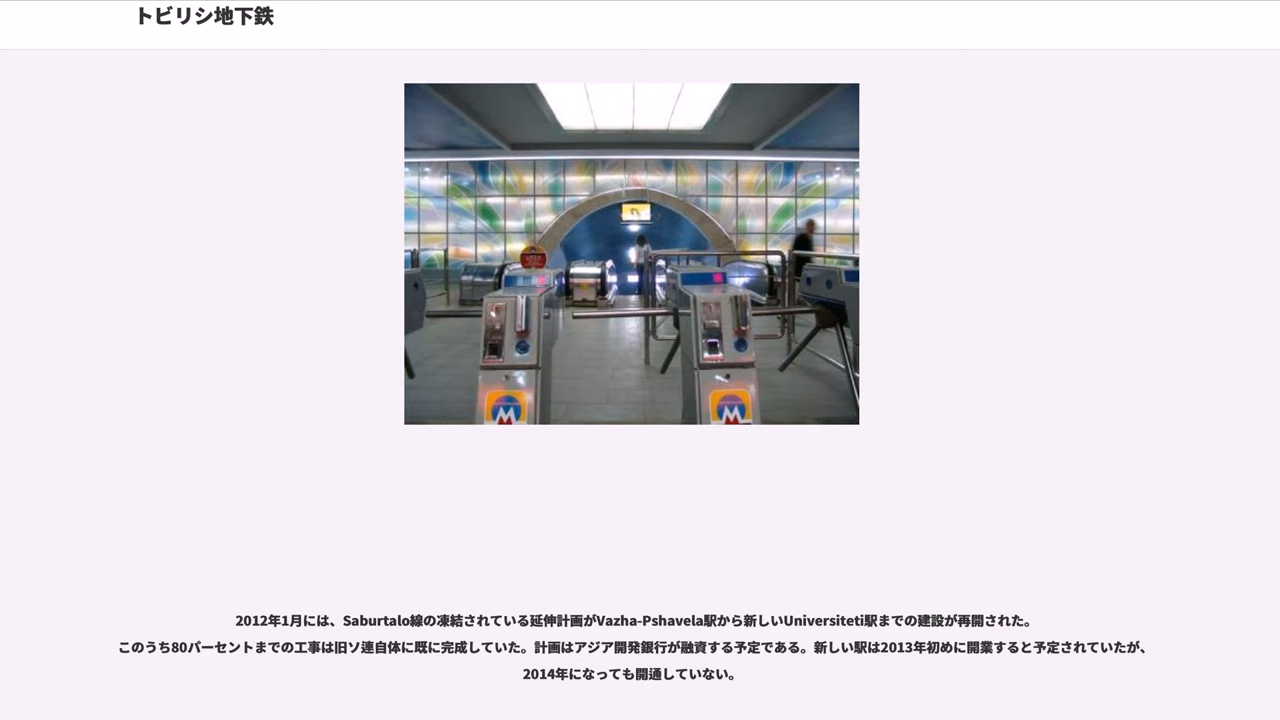 トビリシ地下鉄
2012年1月には、Saburtalo線の凍結されている延伸計画がVazha-Pshavela駅から新しいUniversiteti駅までの建設が再開された。
このうち80パーセントまでの工事は旧ソ連自体に既に完成していた。計画はアジア開発銀行が融資する予定である。新しい駅は2013年初めに開業すると予定されていたが、
2014年になっても開通していない。